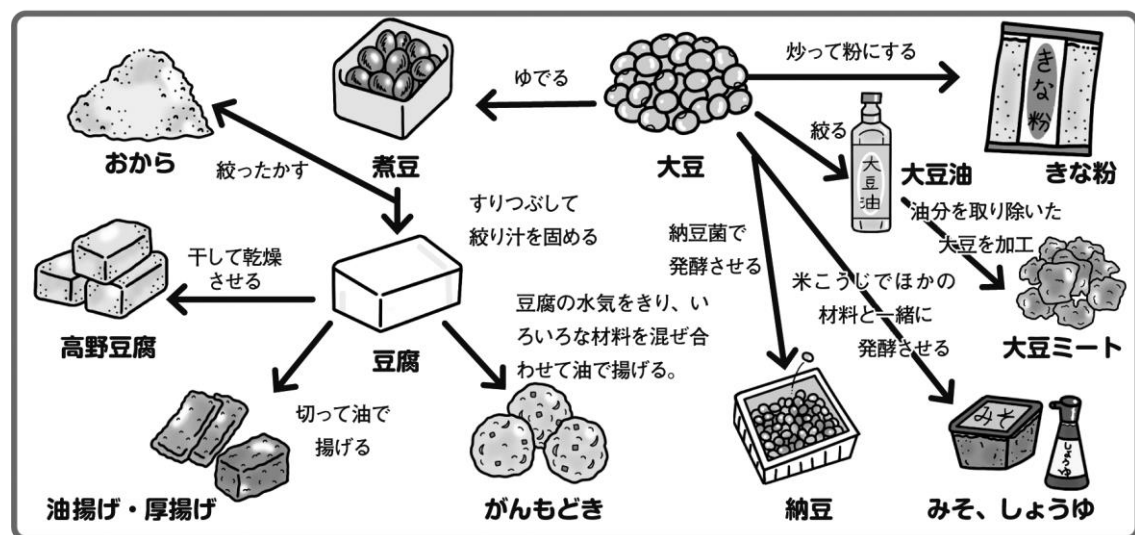 おから
絞ったかす
煮豆
ゆでる
大豆
炒って粉にする
きな粉
きな粉
絞る
大豆油
大豆油
油分を取り除いた
大豆を加工
大豆ミート
すりつぶして
絞り汁を固める
納豆菌で
発酵させる
米こうじでほかの
材料と一緒に
発酵させる
干して乾燥
させる
高野豆腐
豆腐
豆腐の水気をきり、い
ろいろな材料を混ぜ合
わせて油で揚げる。
切って油で
揚げる
油揚げ・厚揚げ
がんもどき
納豆
みそ
しょうゆ
みそ、しょうゆ